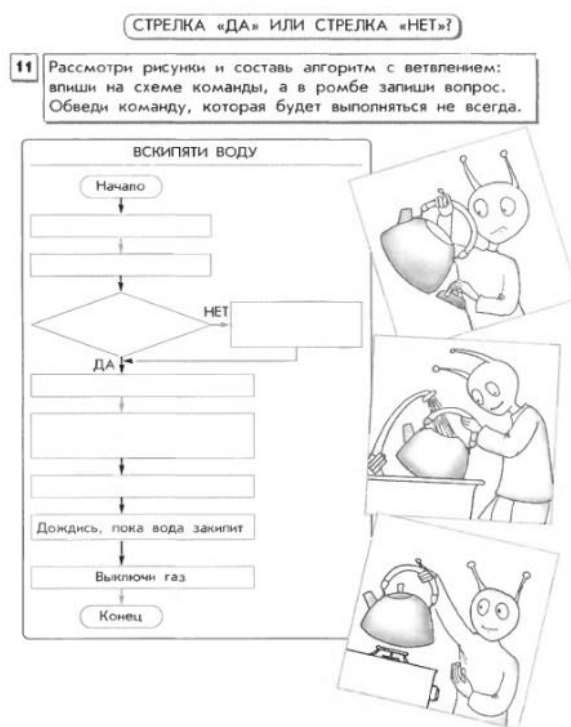 СТРЕЛКА «ДА» ИЛИ СТРЕЛКА «НЕТ»?
11
Рассмотри рисунки и составь алгоритм с ветвлением:
впиши на схеме команды, а в ромбе запиши вопрос.
Обведи команду, которая будет выполняться не всегда.
ВСКИПЯТИ ВОДУ
Начало
НЕТ
ДА
Дождись, пока вода закипит
Выключи газ
Конец